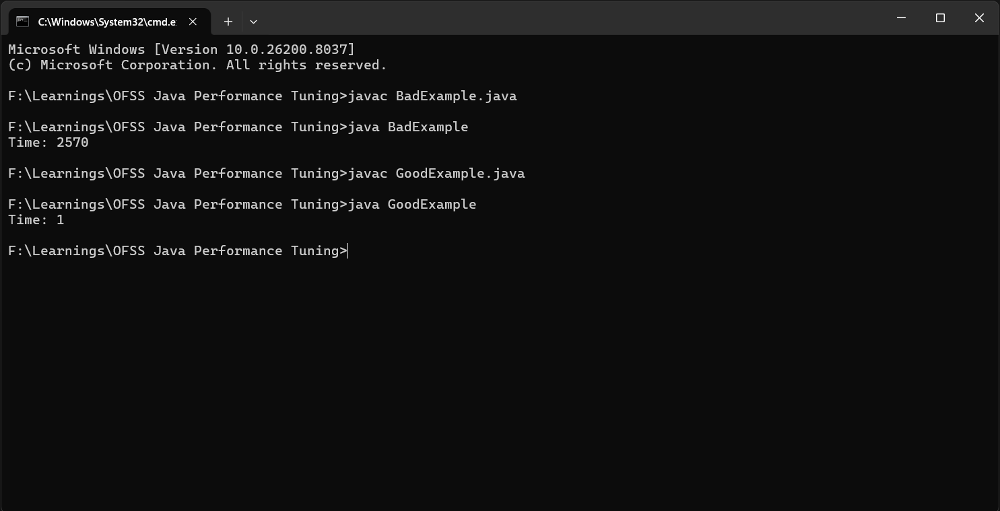 C:\Windows\System32\cmd.e
Microsoft Windows [Version 10.0.26200.8037]
(c) Microsoft Corporation. All rights reserved.
F:\Learnings\OFSS Java Performance Tuning>javac BadExample.java
F:\Learnings\OFSS Java Performance Tuning>java BadExample
Time: 2570
F:\Learnings\OFSS Java Performance Tuning>javac GoodExample.java
F:\Learnings\OFSS Java Performance Tuning>java GoodExample
Time: 1
F:\Learnings\OFSS Java Performance Tuning>